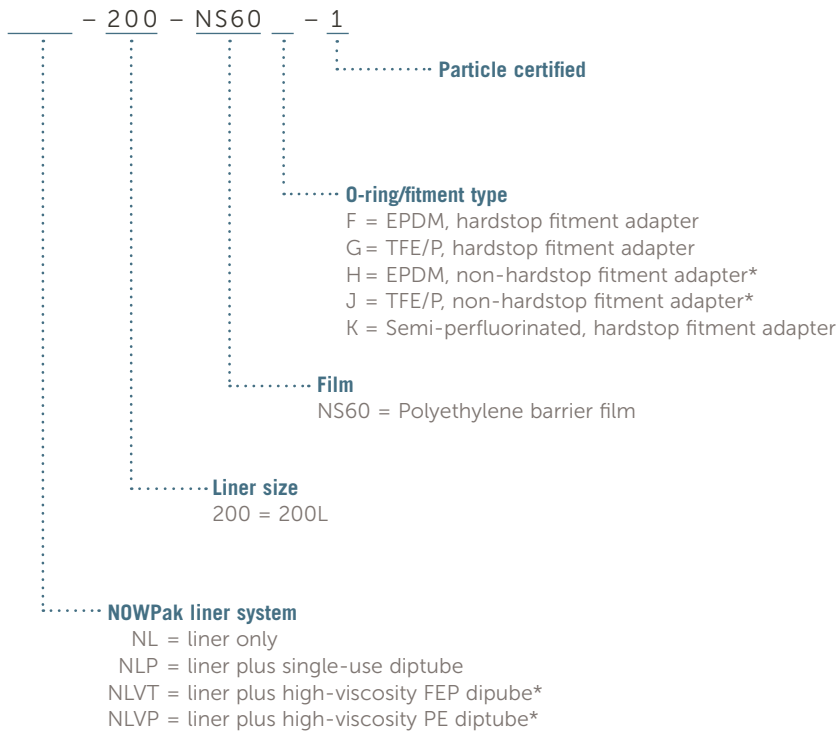 – 200 – NS60 – 1
Particle certified
O-ring/fitment type
F = EPDM, hardstop fitment adapter
G = TFE/P, hardstop fitment adapter
H = EPDM, non-hardstop fitment adapter*
J = TFE/P, non-hardstop fitment adapter*
K = Semi-perfluorinated, hardstop fitment adapter
Film
NS60 = Polyethylene barrier film
Liner size
200 = 200L
NOWPak liner system
NL = liner only
NLP = liner plus single-use diptube
NLVT = liner plus high-viscosity FEP dipube*
NLVP = liner plus high-viscosity PE diptube*